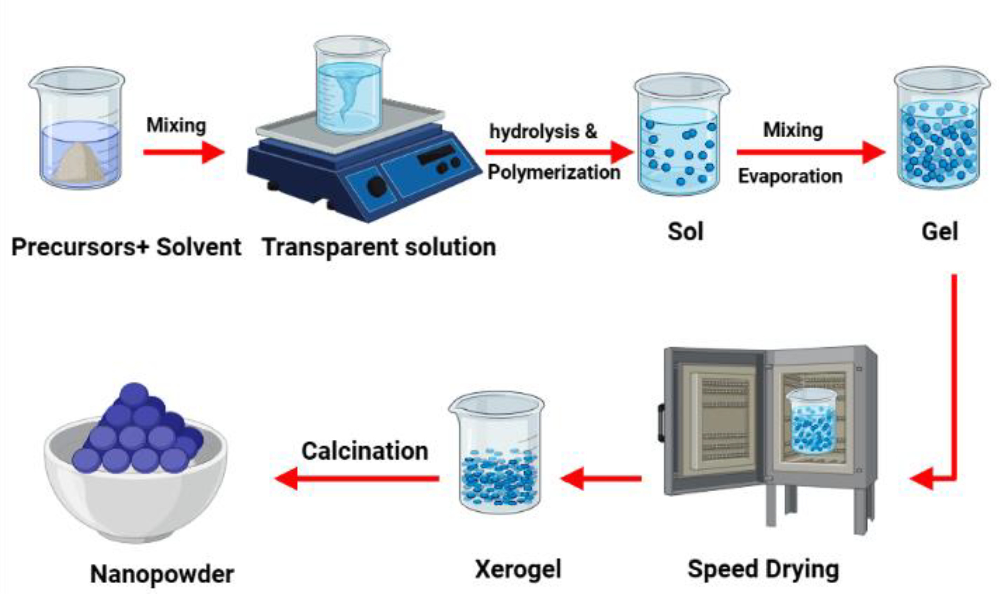 Mixing
hydrolysis &
Polymerization
Mixing
Evaporation
Precursors+ Solvent
Transparent solution
Sol
Gel
Calcination
Nanopowder
Xerogel
Speed Drying